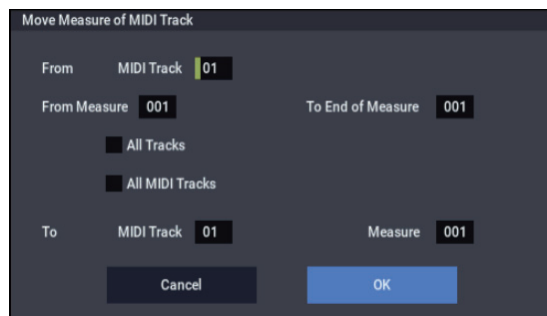 Move Measure of MIDI Track
From MIDI Track 01
From Measure 001 To End of Measure 001
All Tracks
All MIDI Tracks
To MIDI Track 01 Measure 001
Cancel OK